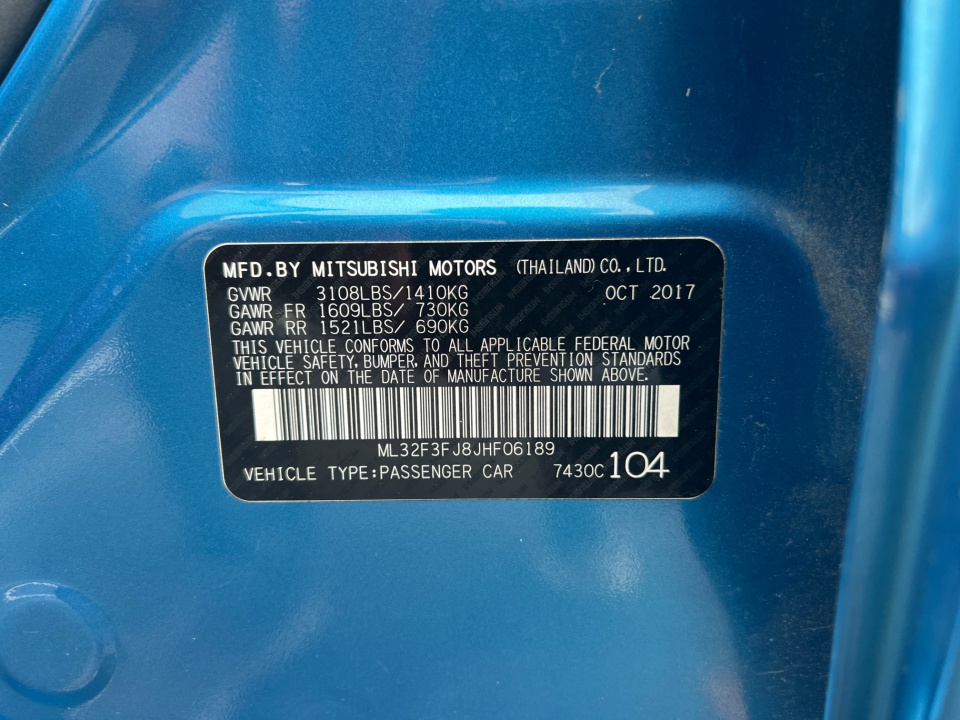 MFD.BY MITSUBISHI MOTORS (THAILAND) CO.,LTD.
GVWR 3108LBS/1410KG OCT 2017
GAWR FR 1609LBS/ 730KG
GAWR RR 1521LBS/ 690KG
THIS VEHICLE CONFORMS TO ALL APPLICABLE FEDERAL MOTOR
VEHICLE SAFETY, BUMPER, AND THEFT PREVENTION STANDARDS
IN EFFECT ON THE DATE OF MANUFACTURE SHOWN ABOVE.
ML32F3FJ8JHF06189
VEHICLE TYPE:PASSENGER CAR 7430C 104